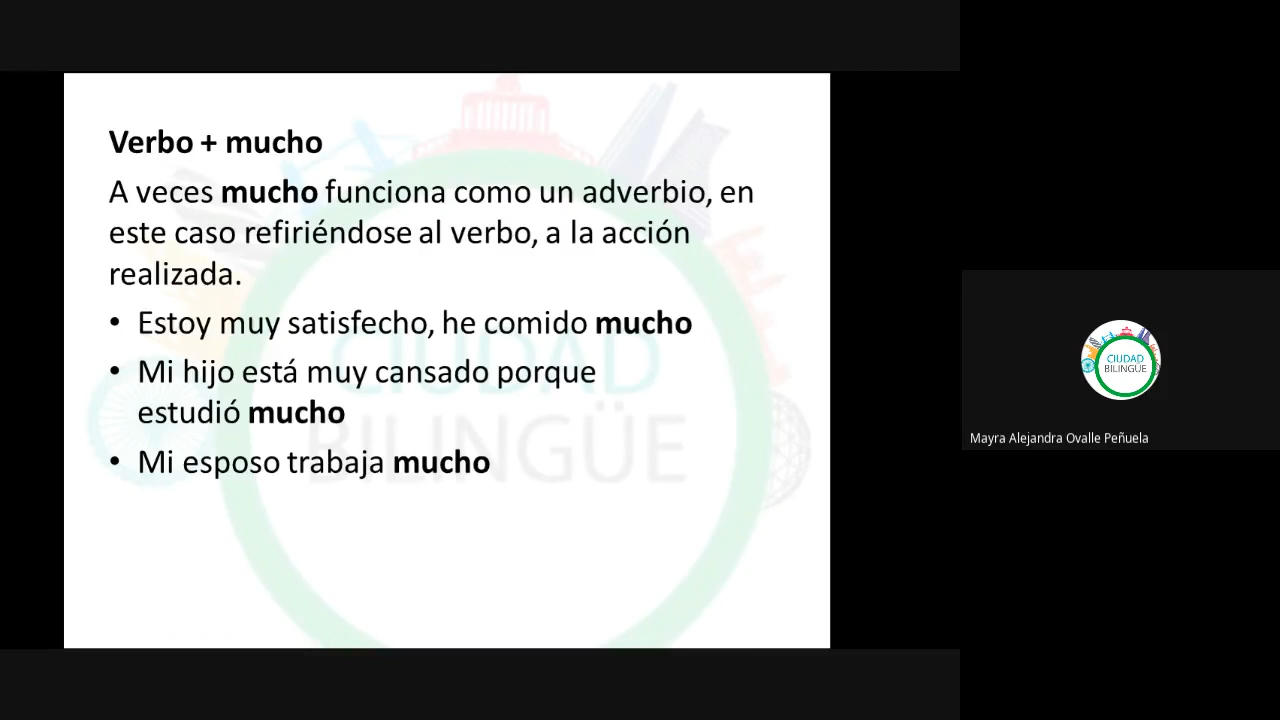 Verbo + mucho
A veces mucho funciona como un adverbio, en
este caso refiriéndose al verbo, a la acción
realizada.
• Estoy muy satisfecho, he comido mucho
• Mi hijo está muy cansado porque
estudió mucho
• Mi esposo trabaja mucho
CIUDAD
BILINGÜE
CIUDAD
BILINGÜE
Mayra Alejandra Ovalle Peñuela